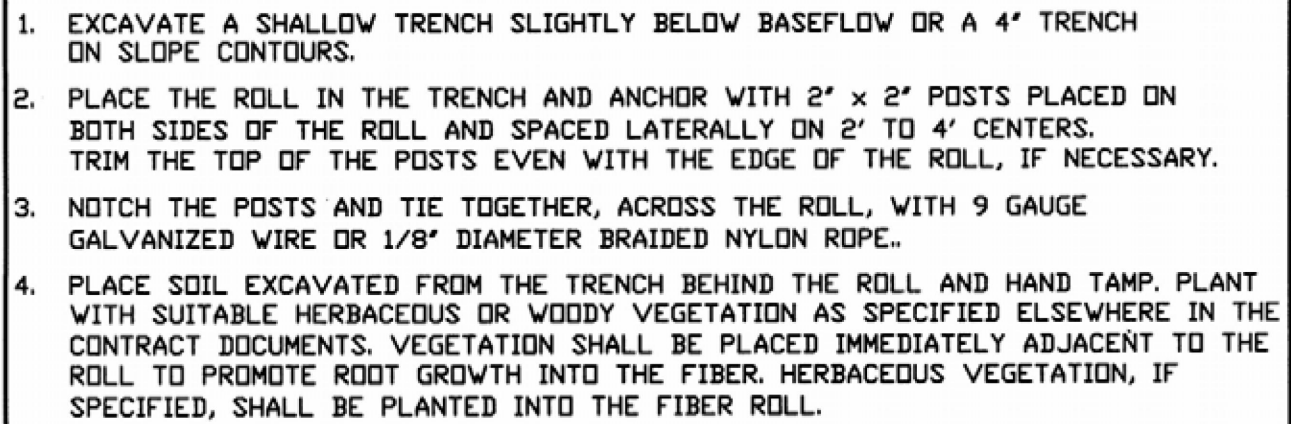 1. EXCAVATE A SHALLOW TRENCH SLIGHTLY BELOW BASEFLOW OR A 4" TRENCH
ON SLOPE CONTOURS.
2. PLACE THE ROLL IN THE TRENCH AND ANCHOR WITH 2" x 2" POSTS PLACED ON
BOTH SIDES OF THE ROLL AND SPACED LATERALLY ON 2' TO 4' CENTERS.
TRIM THE TOP OF THE POSTS EVEN WITH THE EDGE OF THE ROLL, IF NECESSARY.
3. NOTCH THE POSTS AND TIE TOGETHER, ACROSS THE ROLL, WITH 9 GAUGE
GALVANIZED WIRE OR 1/8" DIAMETER BRAIDED NYLON ROPE..
4. PLACE SOIL EXCAVATED FROM THE TRENCH BEHIND THE ROLL AND HAND TAMP. PLANT
WITH SUITABLE HERBACEOUS OR WOODY VEGETATION AS SPECIFIED ELSEWHERE IN THE
CONTRACT DOCUMENTS. VEGETATION SHALL BE PLACED IMMEDIATELY ADJACENT TO THE
ROLL TO PROMOTE ROOT GROWTH INTO THE FIBER. HERBACEOUS VEGETATION, IF
SPECIFIED, SHALL BE PLANTED INTO THE FIBER ROLL.